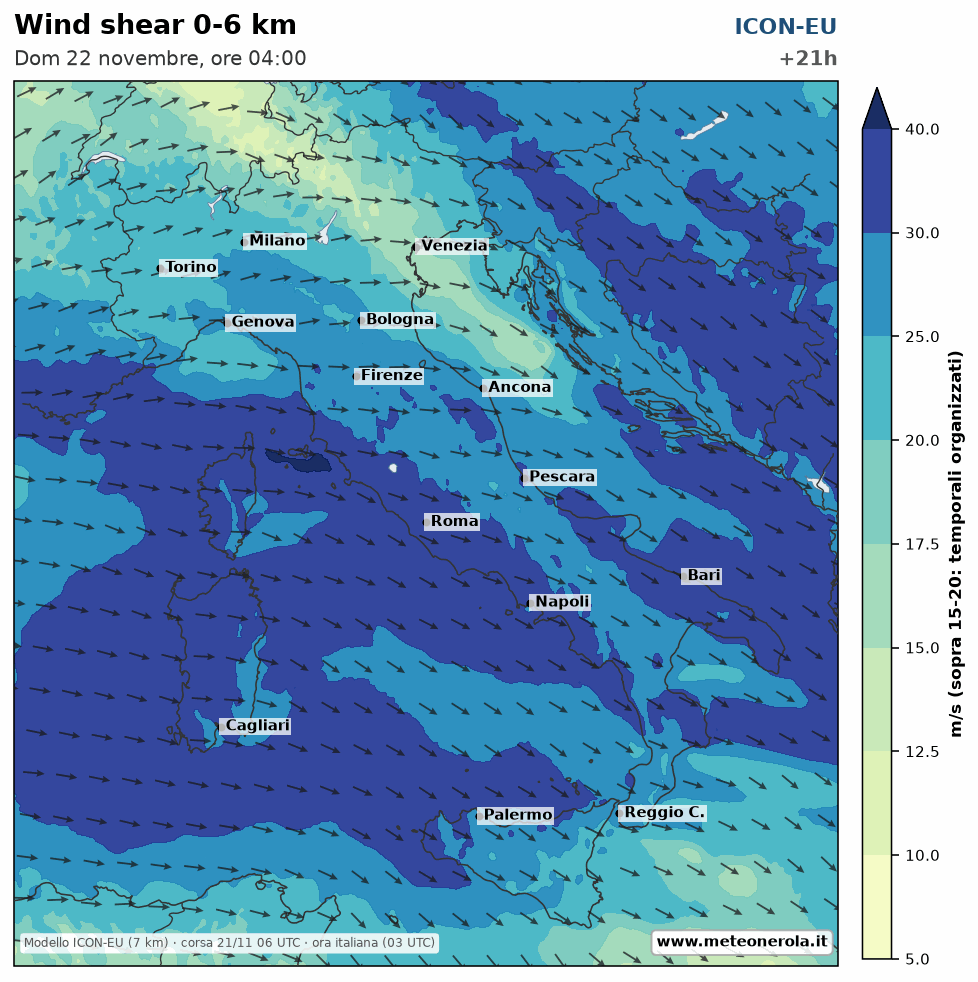 Wind shear 0-6 km
ICON-EU
Dom 22 novembre, ore 04:00
+21h
Milano
Venezia
Torino
Genova
Bologna
Firenze
Ancona
Pescara
Roma
Bari
Napoli
Cagliari
Palermo
Reggio C.
40.0
30.0
25.0
20.0
17.5
15.0
12.5
10.0
5.0
m/s (sopra 15-20: temporali organizzati)
Modello ICON-EU (7 km) · corsa 21/11 06 UTC · ora italiana (03 UTC)
www.meteonerola.it